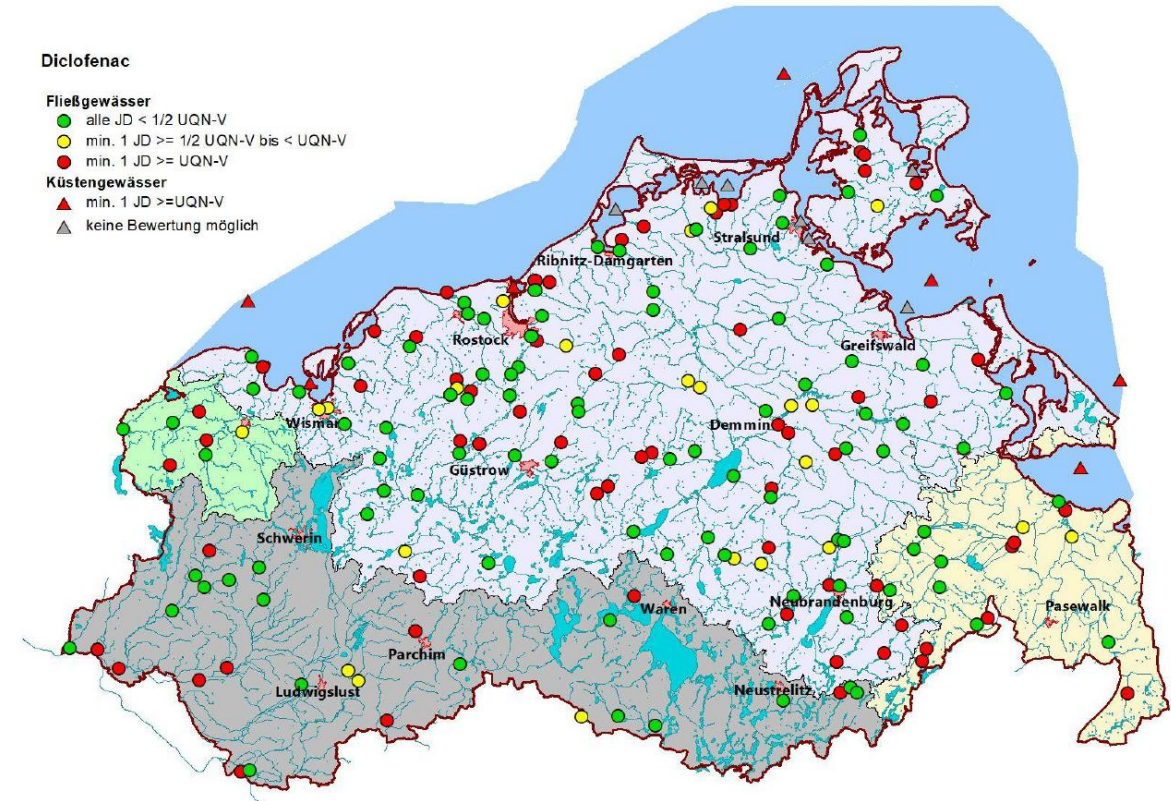 Diclofenac
Fließgewässer
alle JD < 1/2 UQN-V
min. 1 JD >= 1/2 UQN-V bis < UQN-V
min. 1 JD >= UQN-V
Küstengewässer
min. 1 JD >=UQN-V
keine Bewertung möglich
Stralsund
Ribnitz-Damgarten
Rostock
Greifswald
Wismar
Demmin
Güstrow
Schwerin
Neubrandenburg
Waren
Pasewalk
Parchim
Ludwigslust
Neustrelitz